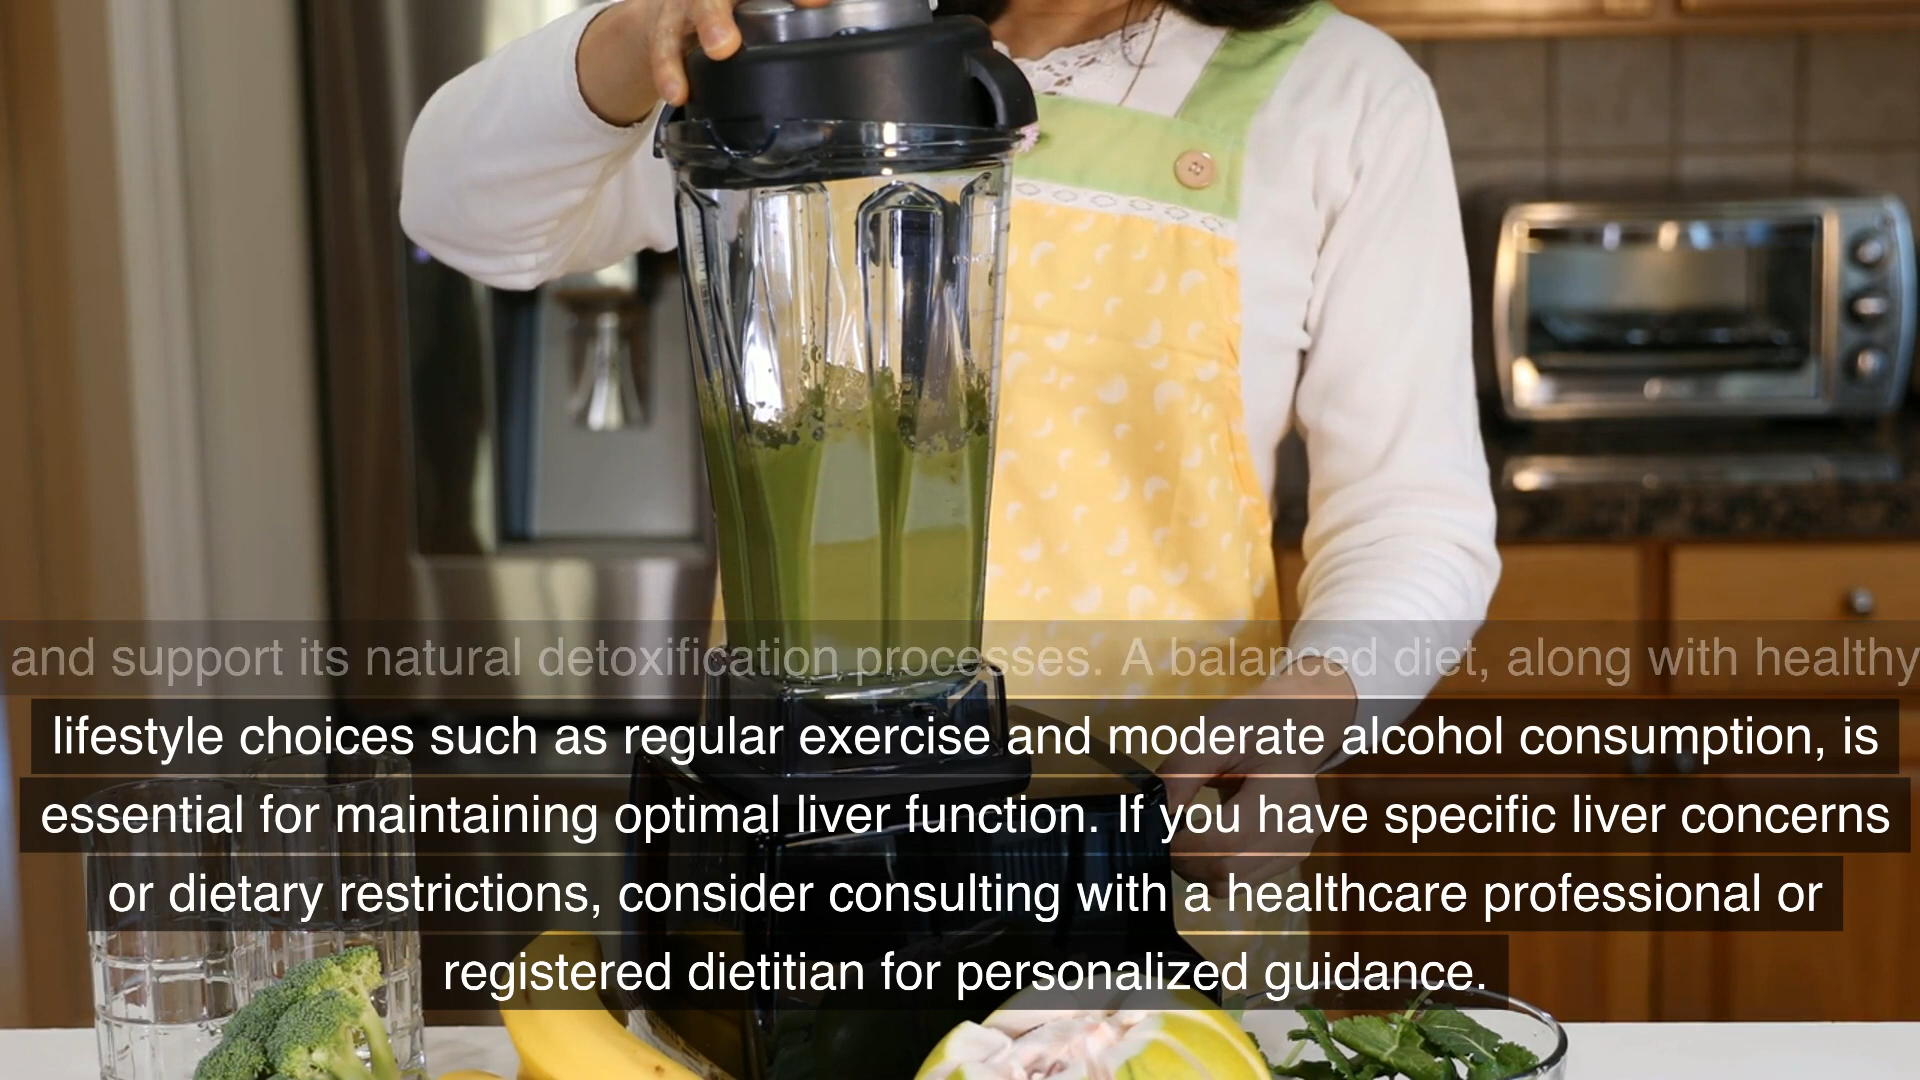 and support its natural detoxification processes. A balanced diet, along with healthy
lifestyle choices such as regular exercise and moderate alcohol consumption, is
essential for maintaining optimal liver function. If you have specific liver concerns
or dietary restrictions, consider consulting with a healthcare professional or
registered dietitian for personalized guidance.